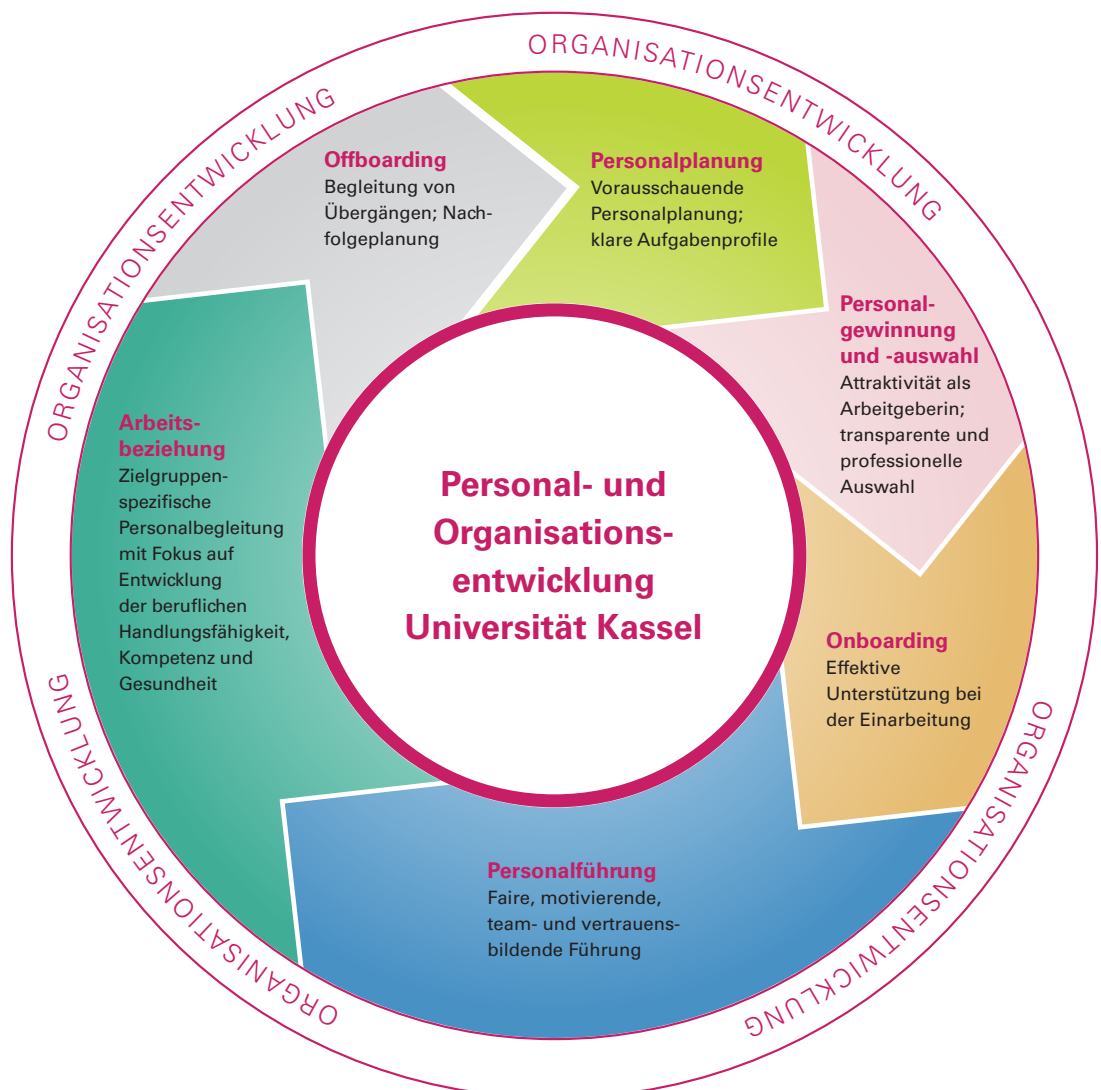 ORGANISATIONSENTWICKLUNG
ORGANISATIONSENTWICKLUNG
Offboarding
Begleitung von
Übergängen; Nach-
folgeplanung
Personalplanung
Vorausschauende
Personalplanung;
klare Aufgabenprofile
Personal-
gewinnung
und -auswahl
Attraktivität als
Arbeitgeberin;
transparente und
professionelle
Auswahl
Arbeits-
beziehung
Zielgruppen-
spezifische
Personalbegleitung
mit Fokus auf
Entwicklung
der beruflichen
Handlungsfähigkeit,
Kompetenz und
Gesundheit
Personal- und
Organisations-
entwicklung
Universität Kassel
Onboarding
Effektive
Unterstützung bei
der Einarbeitung
Personalführung
Faire, motivierende,
team- und vertrauens-
bildende Führung
ORGANISATIONSENTWICKLUNG
ORGANISATIONSENTWICKLUNG